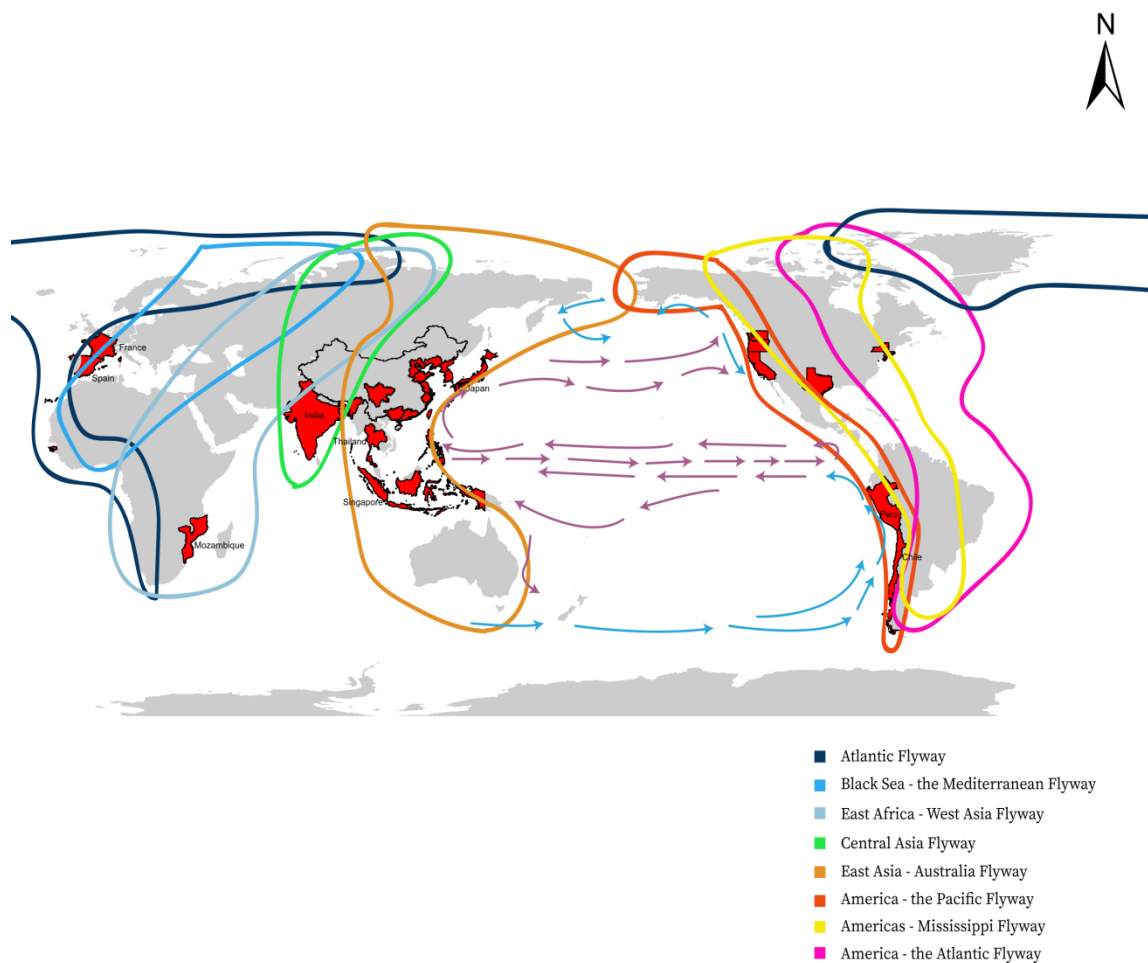 N
France
Spain
Japan
India
Thailand
Singapore
Peru
Mozambique
Chile
Atlantic Flyway
Black Sea - the Mediterranean Flyway
East Africa - West Asia Flyway
Central Asia Flyway
East Asia - Australia Flyway
America - the Pacific Flyway
Americas - Mississippi Flyway
America - the Atlantic Flyway